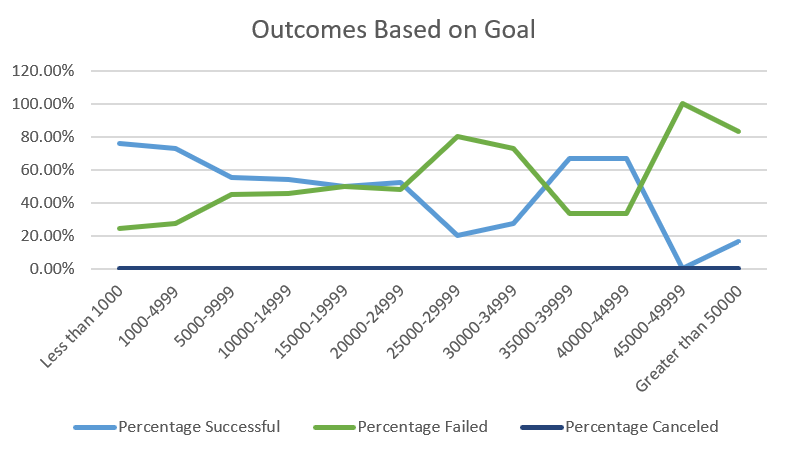 Outcomes Based on Goal
120.00%
100.00%
80.00%
60.00%
40.00%
20.00%
0.00%
Less than 1000
1000-4999
5000-9999
10000-14999
15000-19999
20000-24999
25000-29999
30000-34999
35000-39999
40000-44999
45000-49999
Greater than 50000
Percentage Successful
Percentage Failed
Percentage Canceled